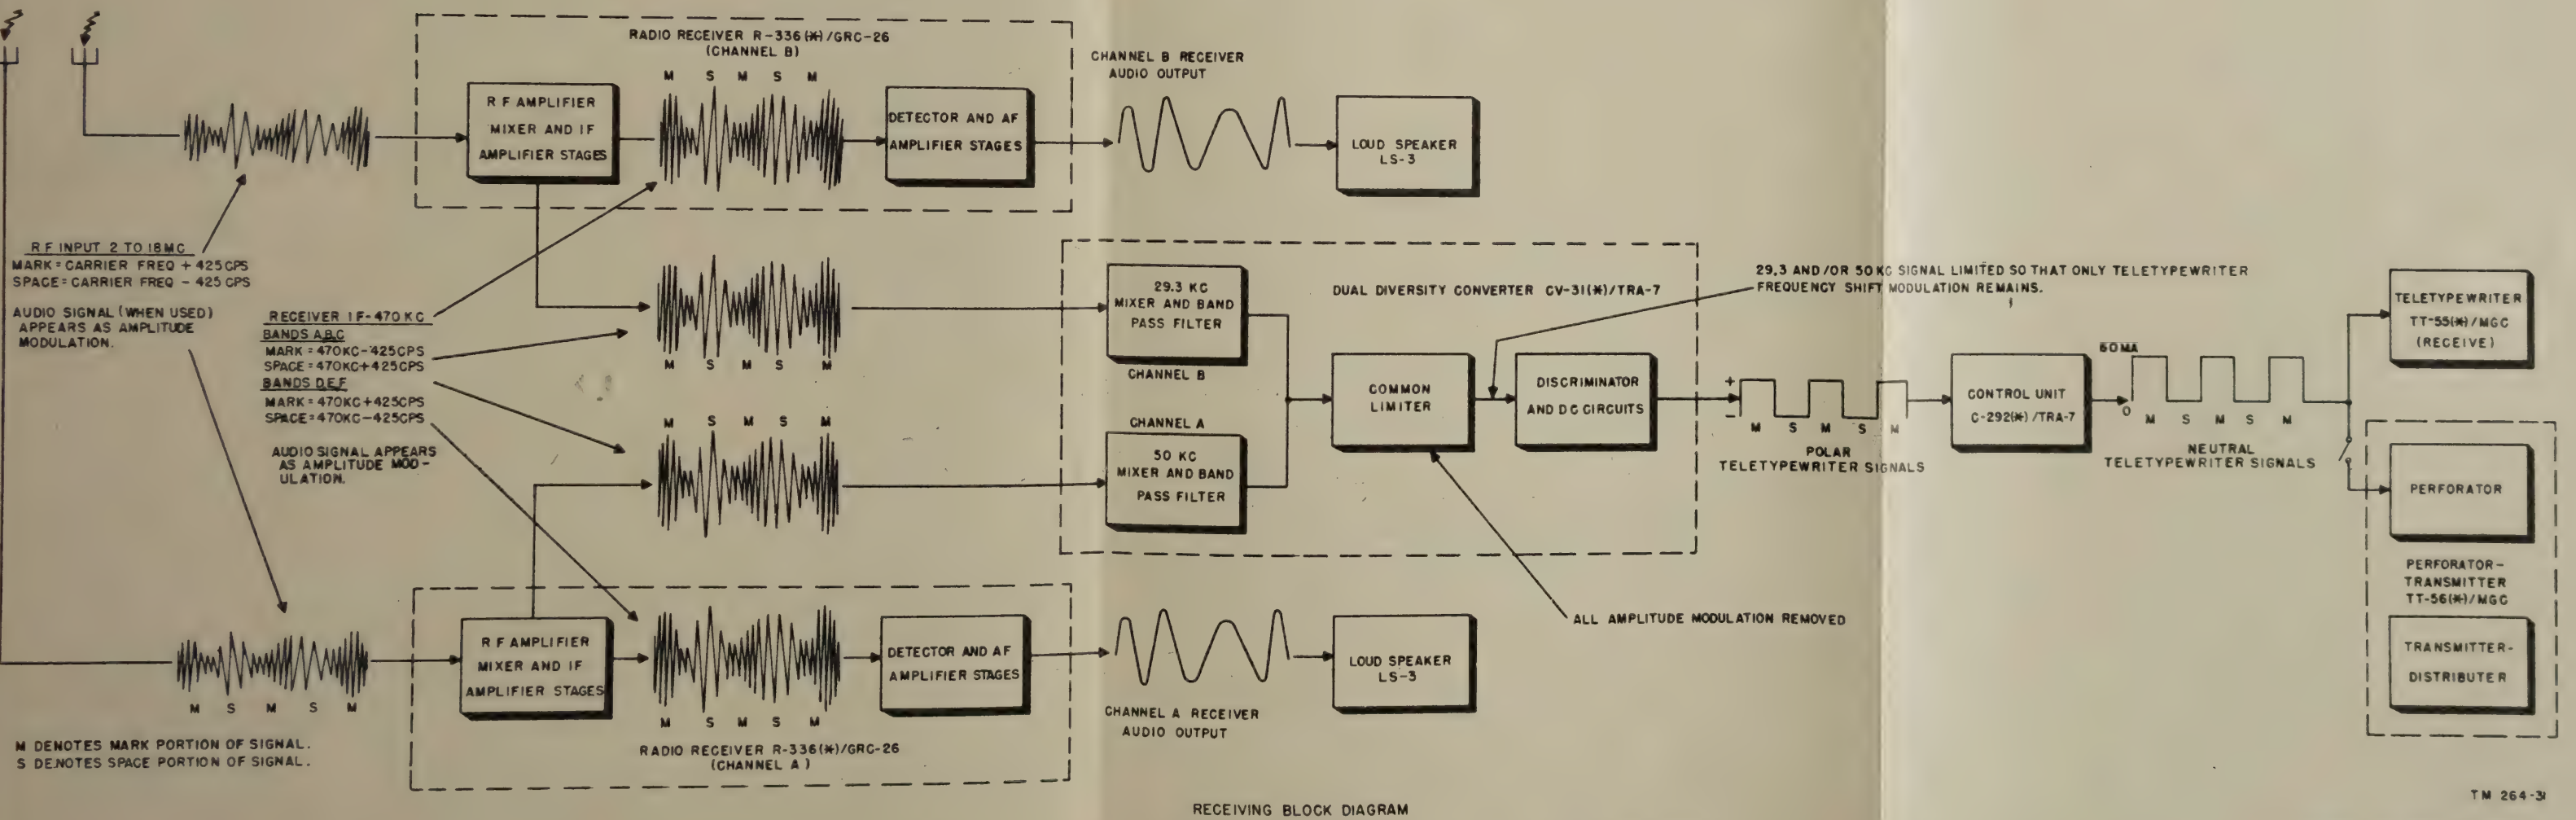 RADIO RECEIVER R-336(*)/GRC-26
(CHANNEL B)
M S M S M
R F AMPLIFIER
MIXER AND IF
AMPLIFIER STAGES
DETECTOR AND AF
AMPLIFIER STAGES
CHANNEL B RECEIVER
AUDIO OUTPUT
LOUD SPEAKER
LS-3
R F INPUT 2 TO 18MC
MARK = CARRIER FREQ + 425CPS
SPACE = CARRIER FREQ - 425 CPS
AUDIO SIGNAL (WHEN USED)
APPEARS AS AMPLITUDE
MODULATION.
RECEIVER IF-470KC
BANDS A,B,C
MARK = 470KC-425CPS
SPACE = 470KC+425CPS
BANDS D,E,F
MARK = 470KC+425CPS
SPACE = 470KC-425CPS
AUDIO SIGNAL APPEARS
AS AMPLITUDE MOD-
ULATION.
M S M S M
M S M S M
29.3 KC
MIXER AND BAND
PASS FILTER
CHANNEL B
CHANNEL A
50 KC
MIXER AND BAND
PASS FILTER
DUAL DIVERSITY CONVERTER CV-31(*)/TRA-7
COMMON
LIMITER
DISCRIMINATOR
AND DC CIRCUITS
29.3 AND/OR 50 KC SIGNAL LIMITED SO THAT ONLY TELETYPEWRITER
FREQUENCY SHIFT MODULATION REMAINS.
+
-
M S M S M
POLAR
TELETYPEWRITER SIGNALS
CONTROL UNIT
C-292(*)/TRA-7
60 MA
0
M S M S M
NEUTRAL
TELETYPEWRITER SIGNALS
TELETYPEWRITER
TT-55(*)/MGC
(RECEIVE)
PERFORATOR
PERFORATOR-
TRANSMITTER
TT-56(*)/MGC
TRANSMITTER-
DISTRIBUTER
ALL AMPLITUDE MODULATION REMOVED
R F AMPLIFIER
MIXER AND IF
AMPLIFIER STAGES
DETECTOR AND AF
AMPLIFIER STAGES
LOUD SPEAKER
LS-3
M S M S M
M S M S M
CHANNEL A RECEIVER
AUDIO OUTPUT
RADIO RECEIVER R-336(*)/GRC-26
(CHANNEL A)
M DENOTES MARK PORTION OF SIGNAL.
S DENOTES SPACE PORTION OF SIGNAL.
RECEIVING BLOCK DIAGRAM
TM 264-31